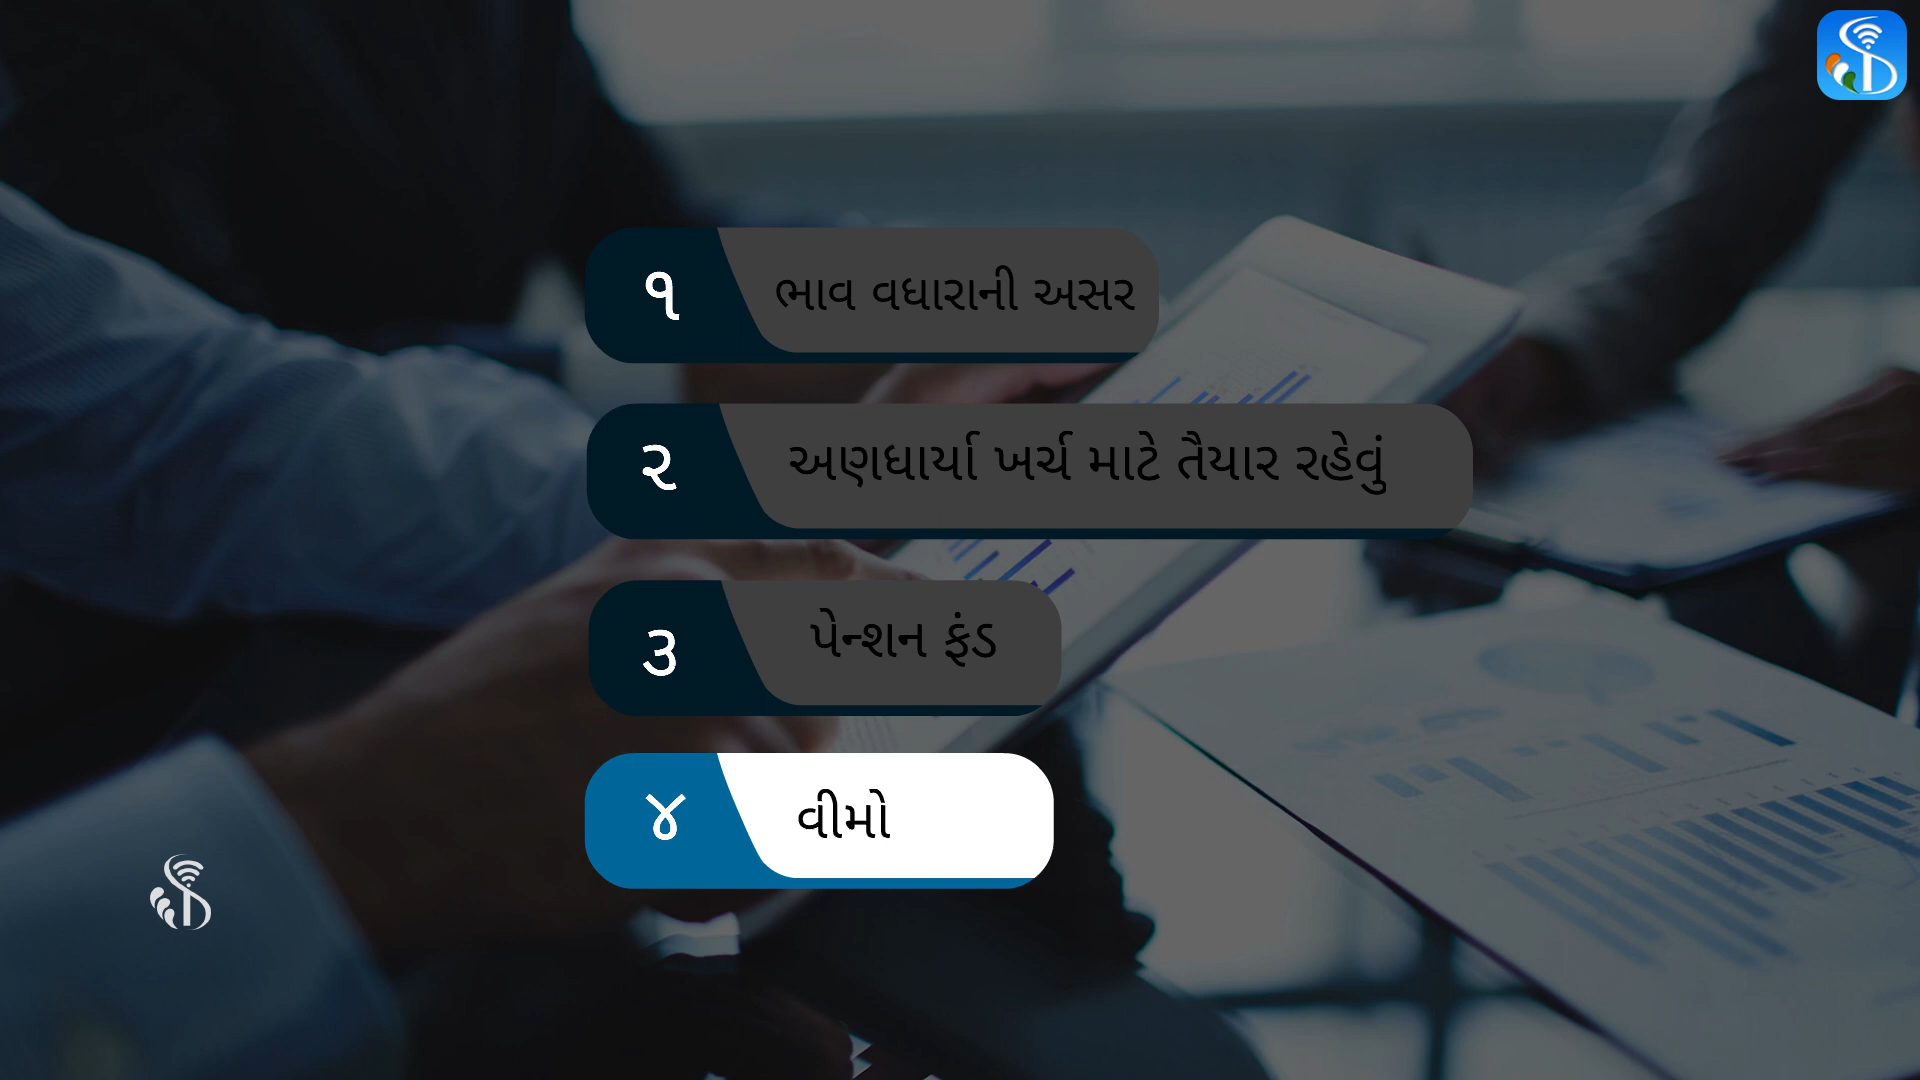 ૧ ભાવ વધારાની અસર
૨ અણધાર્યા ખર્ચ માટે તૈયાર રહેવું
૩ પેન્શન ફંડ
૪ વીમો